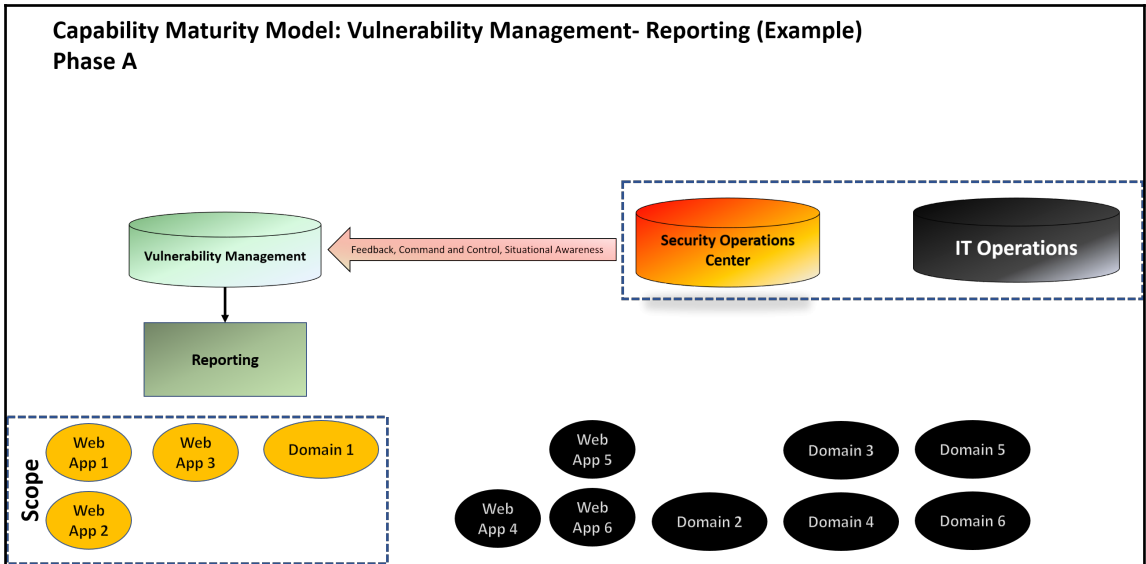 Capability Maturity Model: Vulnerability Management- Reporting (Example)
Phase A
Vulnerability Management
Feedback, Command and Control, Situational Awareness
Security Operations
Center
IT Operations
Reporting
Scope
Web
App 1
Web
App 3
Domain 1
Web
App 2
Web
App 5
Domain 3
Domain 5
Web
App 4
Web
App 6
Domain 2
Domain 4
Domain 6